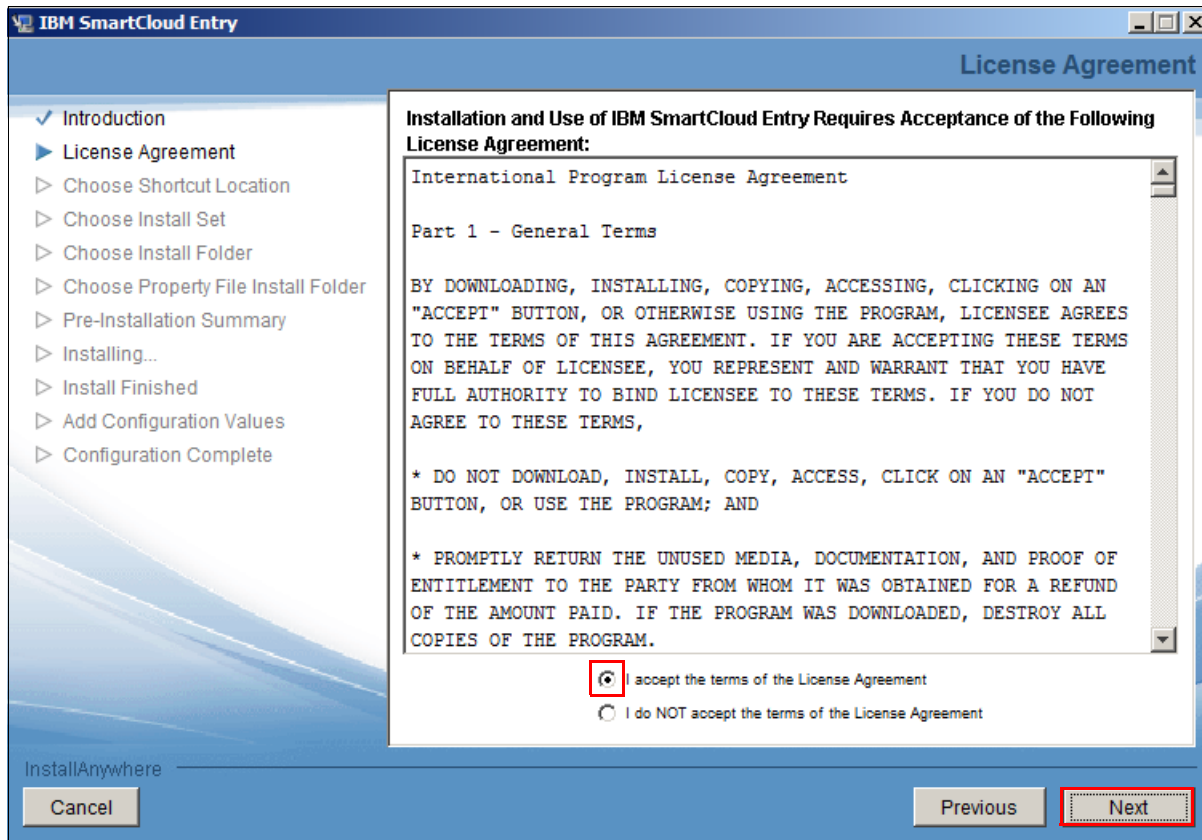 IBM SmartCloud Entry
License Agreement
Introduction
License Agreement
Choose Shortcut Location
Choose Install Set
Choose Install Folder
Choose Property File Install Folder
Pre-Installation Summary
Installing...
Install Finished
Add Configuration Values
Configuration Complete
Installation and Use of IBM SmartCloud Entry Requires Acceptance of the Following
License Agreement:
International Program License Agreement
Part 1 - General Terms
BY DOWNLOADING, INSTALLING, COPYING, ACCESSING, CLICKING ON AN
"ACCEPT" BUTTON, OR OTHERWISE USING THE PROGRAM, LICENSEE AGREES
TO THE TERMS OF THIS AGREEMENT. IF YOU ARE ACCEPTING THESE TERMS
ON BEHALF OF LICENSEE, YOU REPRESENT AND WARRANT THAT YOU HAVE
FULL AUTHORITY TO BIND LICENSEE TO THESE TERMS. IF YOU DO NOT
AGREE TO THESE TERMS,
* DO NOT DOWNLOAD, INSTALL, COPY, ACCESS, CLICK ON AN "ACCEPT"
BUTTON, OR USE THE PROGRAM; AND
* PROMPTLY RETURN THE UNUSED MEDIA, DOCUMENTATION, AND PROOF OF
ENTITLEMENT TO THE PARTY FROM WHOM IT WAS OBTAINED FOR A REFUND
OF THE AMOUNT PAID. IF THE PROGRAM WAS DOWNLOADED, DESTROY ALL
COPIES OF THE PROGRAM.
I accept the terms of the License Agreement
I do NOT accept the terms of the License Agreement
InstallAnywhere
Cancel
Previous
Next